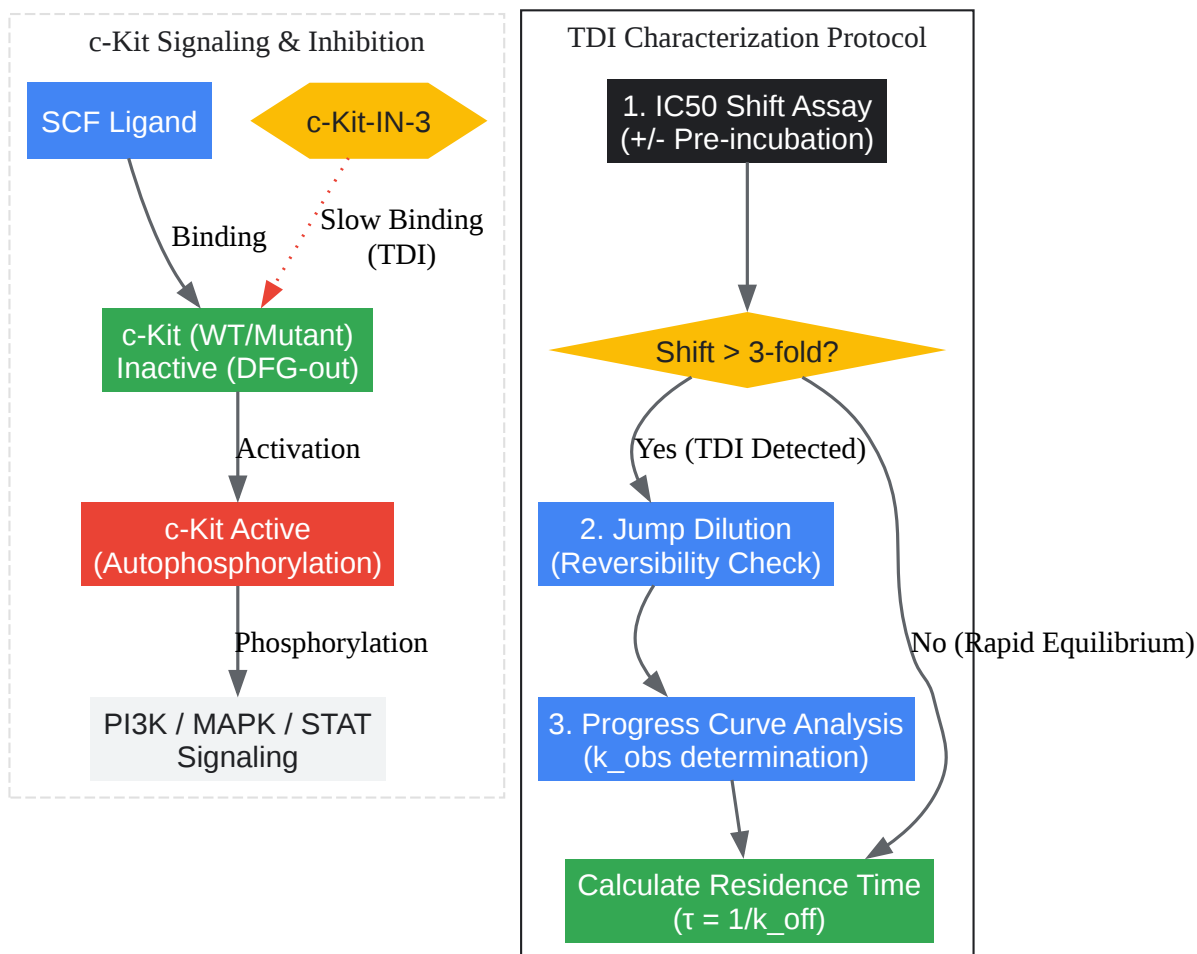 c-Kit Signaling & Inhibition
SCF Ligand
c-Kit-IN-3
Binding
Slow Binding
(TDI)
c-Kit (WT/Mutant)
Inactive (DFG-out)
Activation
c-Kit Active
(Autophosphorylation)
Phosphorylation
PI3K / MAPK / STAT
Signaling
TDI Characterization Protocol
1. IC50 Shift Assay
(+/- Pre-incubation)
Shift > 3-fold?
Yes (TDI Detected)
2. Jump Dilution
(Reversibility Check)
No (Rapid Equilibrium)
3. Progress Curve Analysis
(k_obs determination)
Calculate Residence Time
(τ = 1/k_off)